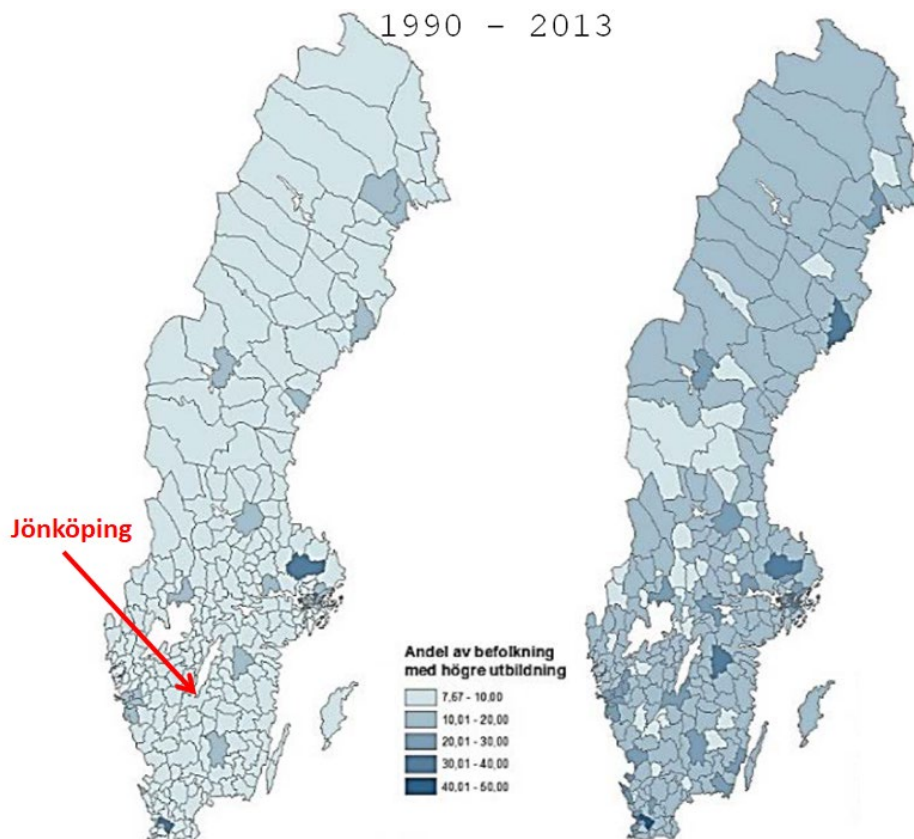 1990 - 2013
Jönköping
Andel av befolkning
med högre utbildning
7,67 - 10,00
10,01 - 20,00
20,01 - 30,00
30,01 - 40,00
40,01 - 50,00